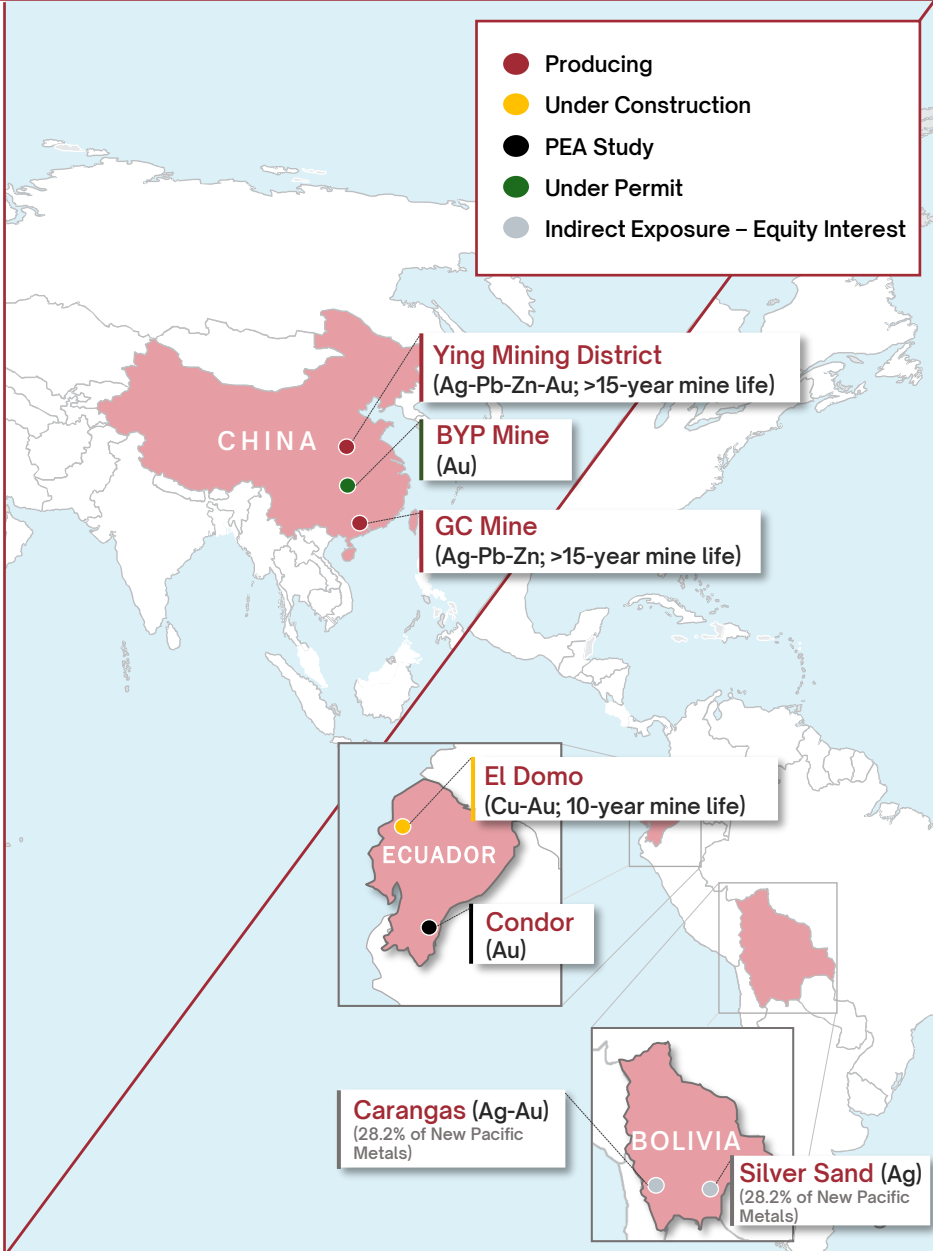 Producing
Under Construction
PEA Study
Under Permit
Indirect Exposure – Equity Interest
Ying Mining District
(Ag-Pb-Zn-Au; >15-year mine life)
CHINA
BYP Mine
(Au)
GC Mine
(Ag-Pb-Zn; >15-year mine life)
El Domo
(Cu-Au; 10-year mine life)
ECUADOR
Condor
(Au)
Carangas (Ag-Au)
(28.2% of New Pacific
Metals)
BOLIVIA
Silver Sand (Ag)
(28.2% of New Pacific
Metals)